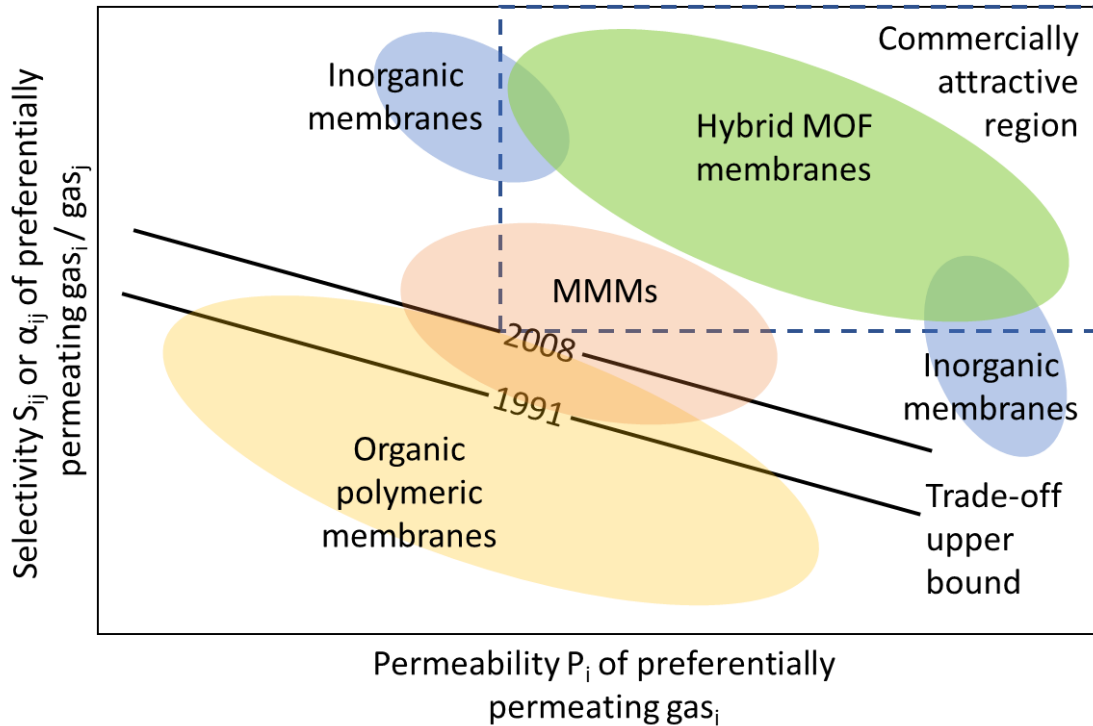 Selectivity Sij or αij of preferentially
permeating gasi / gasj
Inorganic
membranes
Hybrid MOF
membranes
Commercially
attractive
region
MMMs
2008
1991
Inorganic
membranes
Organic
polymeric
membranes
Trade-off
upper
bound
Permeability Pi of preferentially
permeating gasi